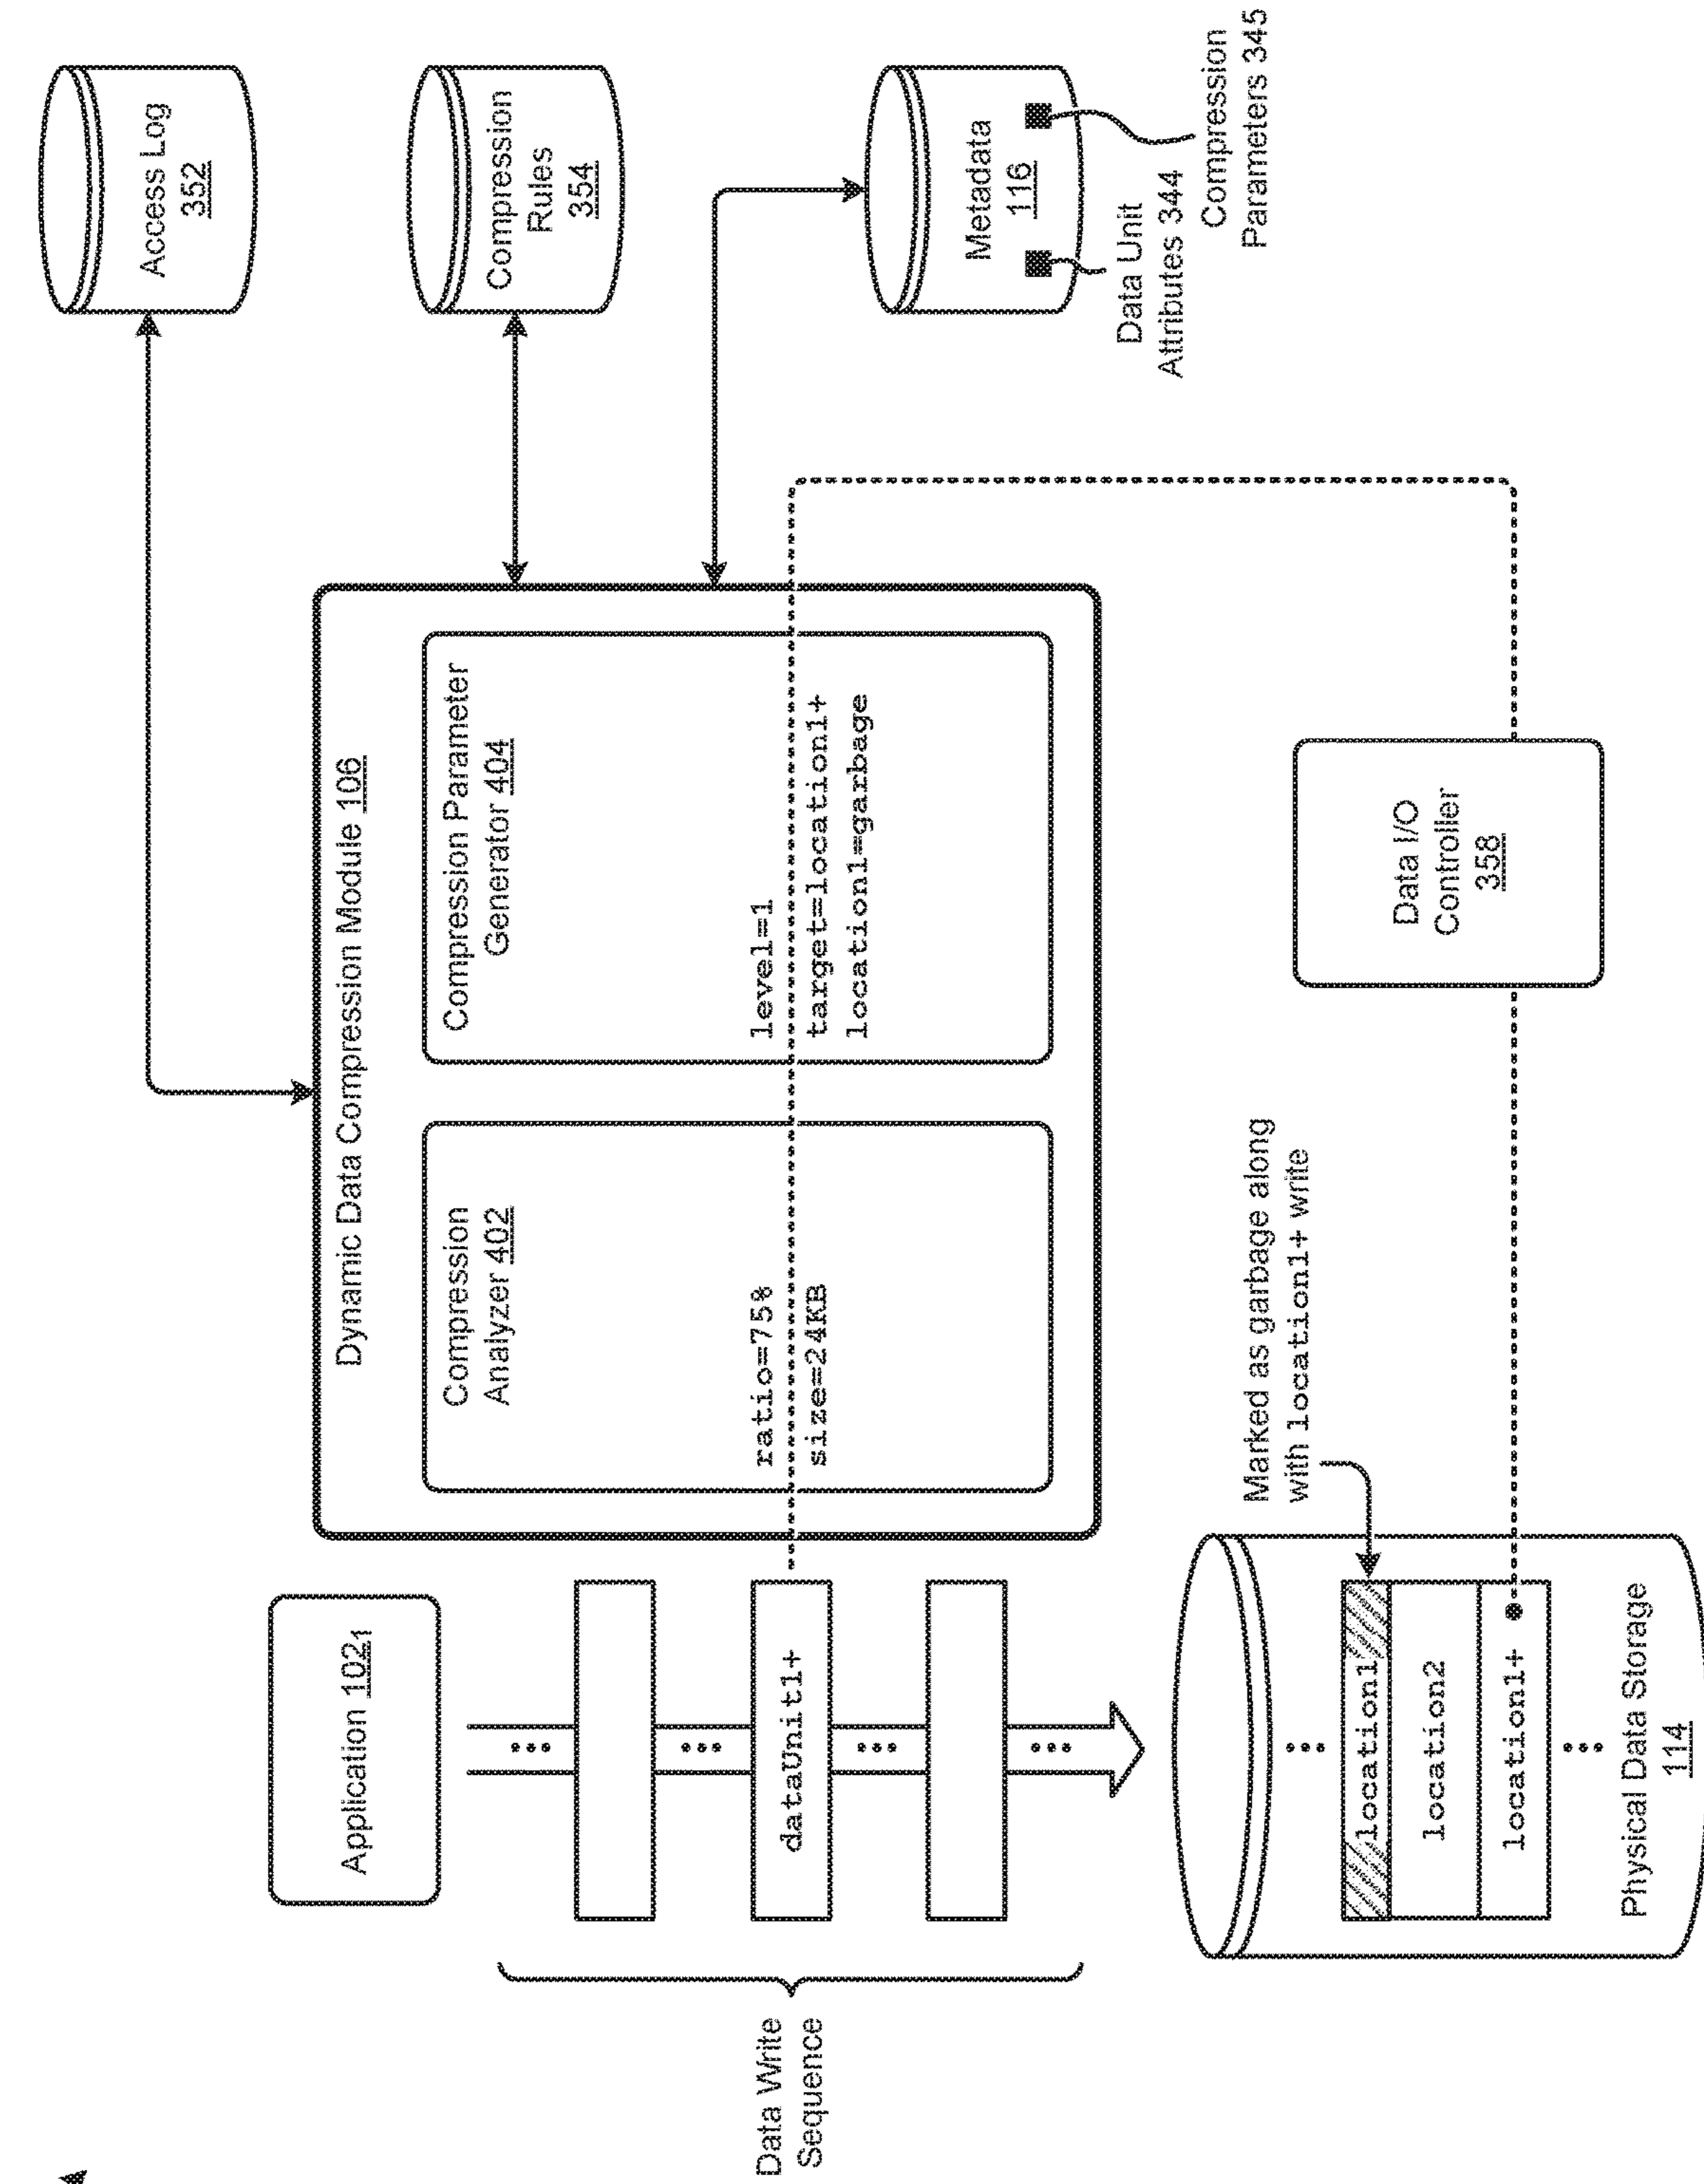 Access Log
352
Compression
Rules
354
Metadata
116
Data Unit
Attributes 344
Compression
Parameters 345
Dynamic Data Compression Module 106
Compression
Analyzer 402
ratio=75%
size=24KB
Compression Parameter
Generator 404
level=1
target=location1+
location1=garbage
Application 102₁
Data Write
Sequence
dataUnit1+
Marked as garbage along
with location1+ write
Data I/O
Controller
358
location1
location2
location1+
Physical Data Storage
114